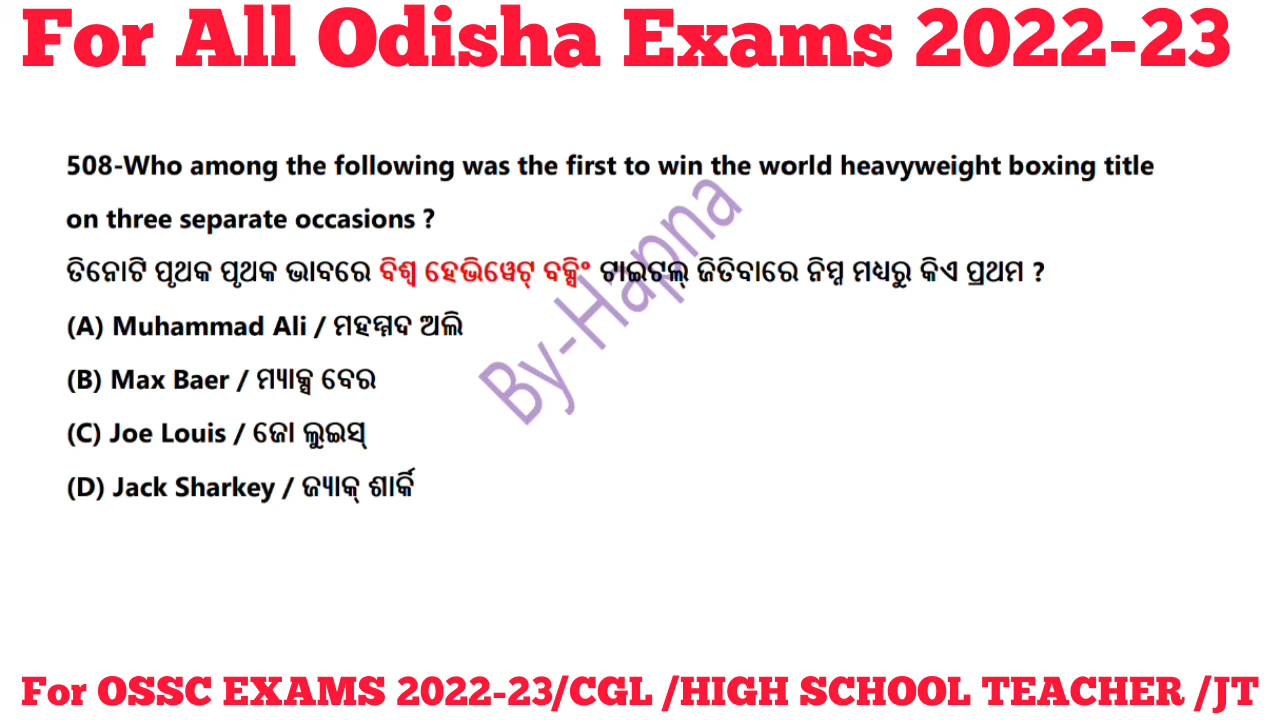 For All Odisha Exams 2022-23
508-Who among the following was the first to win the world heavyweight boxing title
on three separate occasions ?
ତିନୋଟି ପୃଥକ ପୃଥକ ଭାବରେ ବିଶ୍ୱ ହେଭିୱେଟ୍ ବକ୍ସିଂ ଟାଇଟଲ୍ ଜିତିବାରେ ନିମ୍ନ ମଧ୍ୟରୁ କିଏ ପ୍ରଥମ ?
(A) Muhammad Ali / ମହମ୍ମଦ ଅଲି
(B) Max Baer / ମ୍ୟାକ୍ସ ବେର
(C) Joe Louis / ଜୋ ଲୁଇସ୍
(D) Jack Sharkey / ଜ୍ୟାକ୍ ଶାର୍କି
By-Hapna
For OSSC EXAMS 2022-23/CGL /HIGH SCHOOL TEACHER /JT